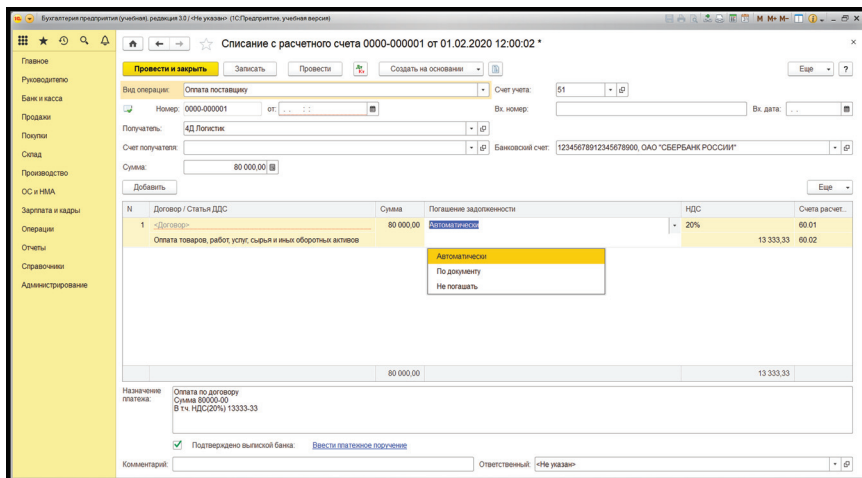 Бухгалтерия предприятия (учебная), редакция 3.0 / <Не указан> (1С:Предприятие, учебная версия)
M M+ M-
Главное
Руководителю
Банк и касса
Продажи
Покупки
Склад
Производство
ОС и НМА
Зарплата и кадры
Операции
Отчеты
Справочники
Администрирование
Списание с расчетного счета 0000-000001 от 01.02.2020 12:00:02 *
Провести и закрыть Записать Провести Дт Кт Создать на основании Еще ?
Вид операции: Оплата поставщику Счет учета: 51
Номер: 0000-000001 от: . . : : Вх. номер: Вх. дата: . .
Получатель: 4Д Логистик
Счет получателя: Банковский счет: 12345678912345678900, ОАО "СБЕРБАНК РОССИИ"
Сумма: 80 000,00
Добавить Еще
N Договор / Статья ДДС Сумма Погашение задолженности НДС Счета расчет...
1 <Договор> 80 000,00 Автоматически 20% 60.01
Оплата товаров, работ, услуг, сырья и иных оборотных активов 13 333,33 60.02
Автоматически
По документу
Не погашать
80 000,00 13 333,33
Назначение платежа: Оплата по договору
Сумма 80000-00
В т.ч. НДС(20%) 13333-33
Подтверждено выпиской банка: Ввести платежное поручение
Комментарий: Ответственный: <Не указан>